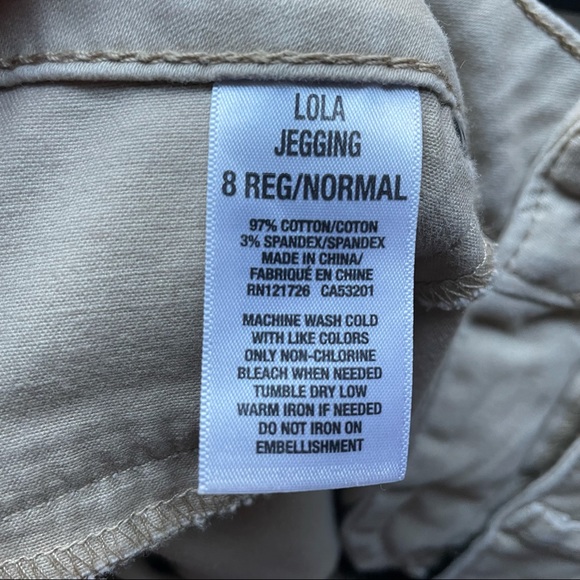 LOLA
JEGGING
8 REG/NORMAL
97% COTTON/COTON
3% SPANDEX/SPANDEX
MADE IN CHINA/
FABRIQUÉ EN CHINE
RN121726 CA53201
MACHINE WASH COLD
WITH LIKE COLORS
ONLY NON-CHLORINE
BLEACH WHEN NEEDED
TUMBLE DRY LOW
WARM IRON IF NEEDED
DO NOT IRON ON
EMBELLISHMENT